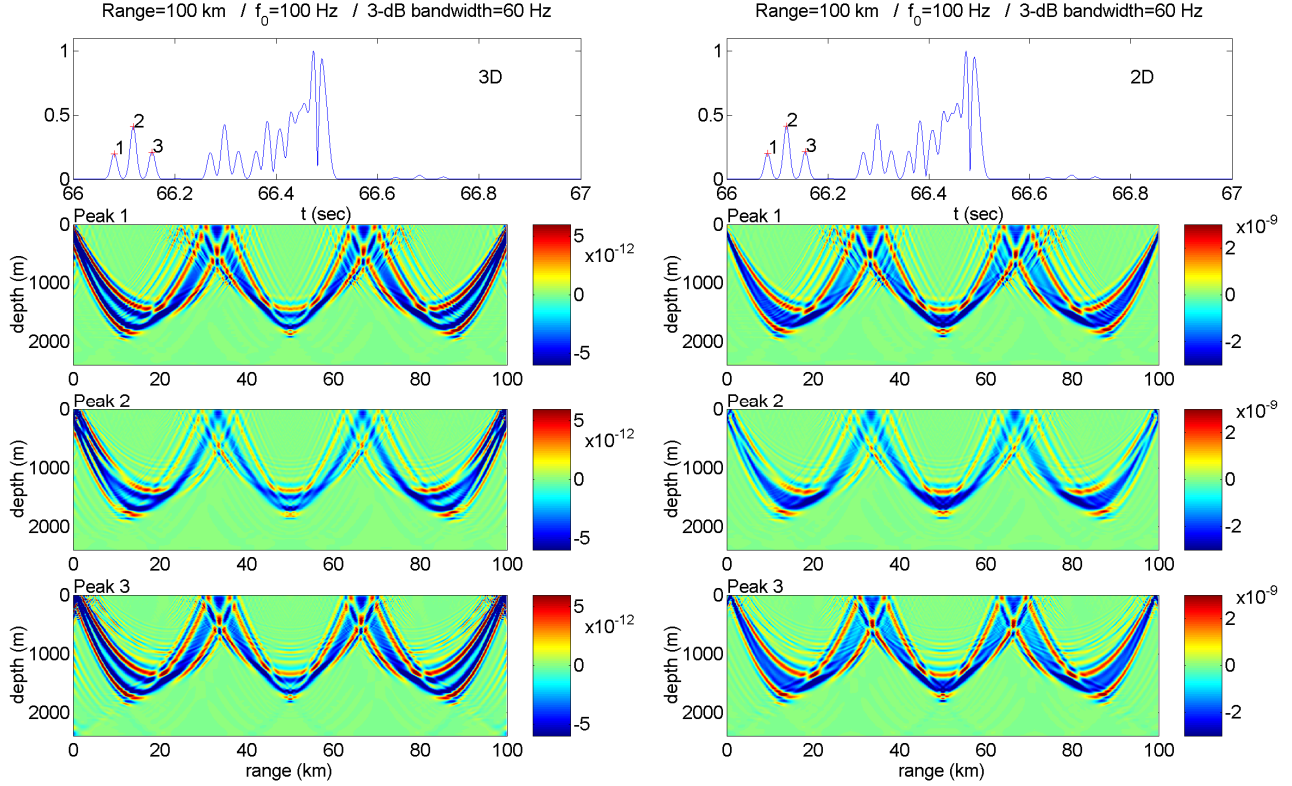 Range=100 km / f0=100 Hz / 3-dB bandwidth=60 Hz
1
0.5
0
3D
1
2
3
66 66.2 66.4 66.6 66.8 67
t (sec)
Peak 1
0
1000
2000
depth (m)
0 20 40 60 80 100
5
x10-12
0
-5
Peak 2
0
1000
2000
depth (m)
0 20 40 60 80 100
5
x10-12
0
-5
Peak 3
0
1000
2000
depth (m)
0 20 40 60 80 100
range (km)
5
x10-12
0
-5
Range=100 km / f0=100 Hz / 3-dB bandwidth=60 Hz
1
0.5
0
2D
1
2
3
66 66.2 66.4 66.6 66.8 67
t (sec)
Peak 1
0
1000
2000
depth (m)
0 20 40 60 80 100
x10-9
2
0
-2
Peak 2
0
1000
2000
depth (m)
0 20 40 60 80 100
x10-9
2
0
-2
Peak 3
0
1000
2000
depth (m)
0 20 40 60 80 100
range (km)
x10-9
2
0
-2